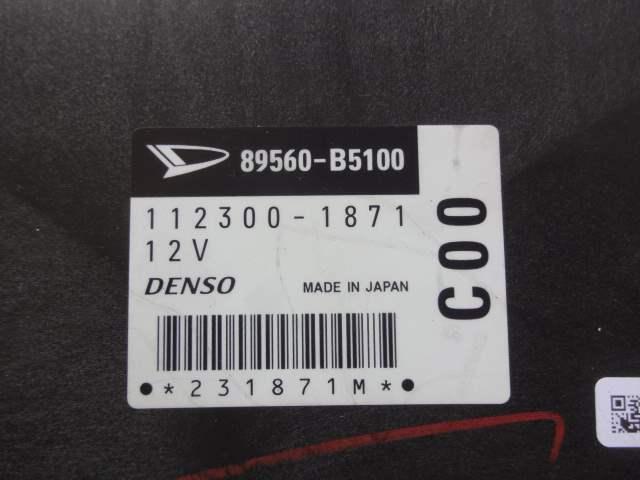 89560-B5100
112300-1871
12V
DENSO MADE IN JAPAN
*231871M*
C00